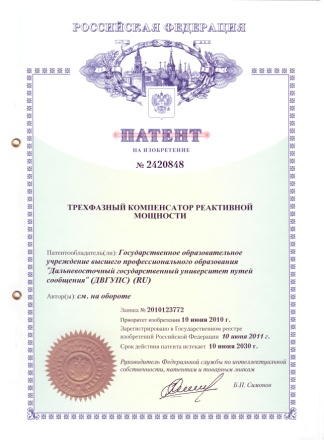 РОССИЙСКАЯ ФЕДЕРАЦИЯ
ПАТЕНТ
НА ИЗОБРЕТЕНИЕ
№ 2420848
ТРЕХФАЗНЫЙ КОМПЕНСАТОР РЕАКТИВНОЙ
МОЩНОСТИ
Патентообладатель(ли): Государственное образовательное
учреждение высшего профессионального образования
"Дальневосточный государственный университет путей
сообщения" (ДВГУПС) (RU)
Автор(ы): см. на обороте
Заявка № 2010123772
Приоритет изобретения 10 июня 2010 г.
Зарегистрировано в Государственном реестре
изобретений Российской Федерации 10 июня 2011 г.
Срок действия патента истекает 10 июня 2030 г.
Руководитель Федеральной службы по интеллектуальной
собственности, патентам и товарным знакам
Б.П. Симонов